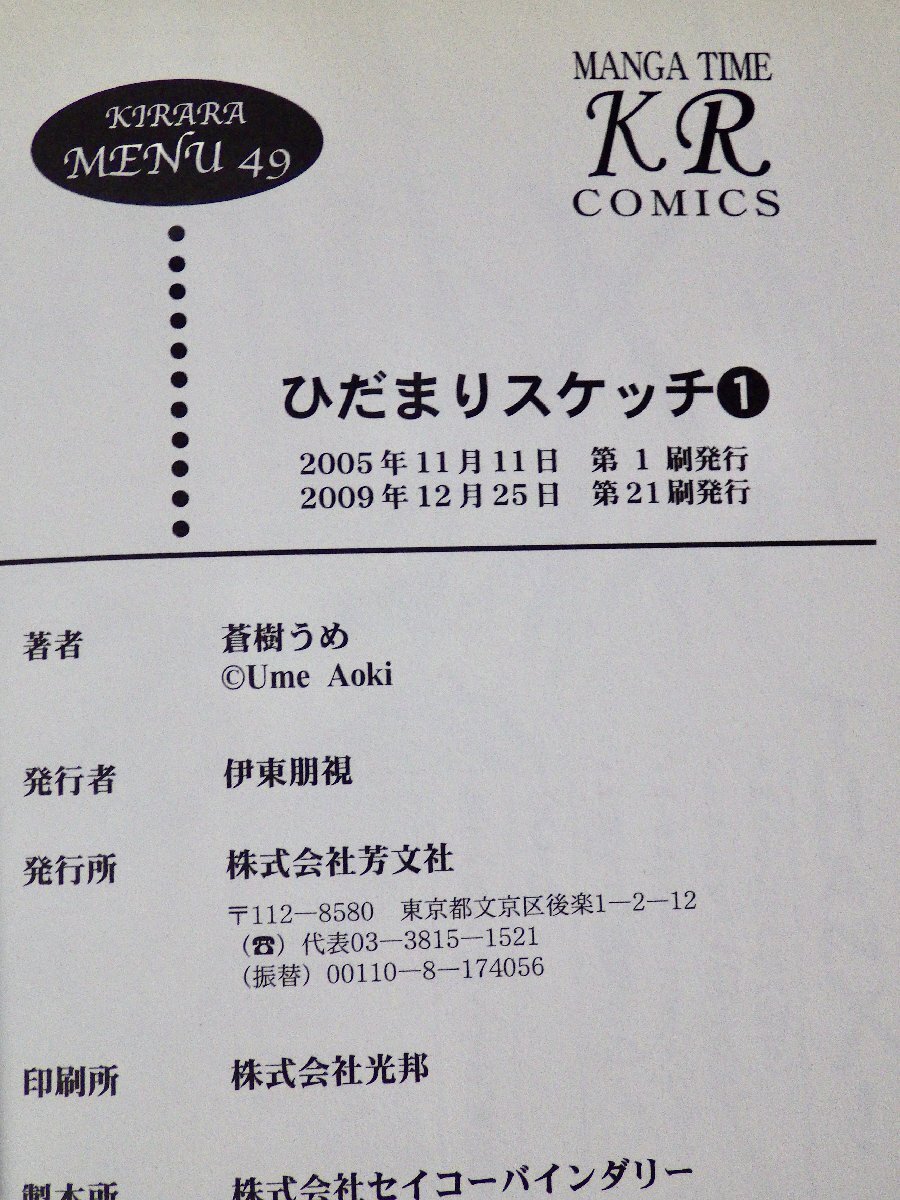 KIRARA
MENU 49
MANGA TIME
KR
COMICS
ひだまりスケッチ❶
2005年11月11日 第1刷発行
2009年12月25日 第21刷発行
著者 蒼樹うめ
©Ume Aoki
発行者 伊東朋視
発行所 株式会社芳文社
〒112—8580 東京都文京区後楽1—2—12
(☎) 代表03—3815—1521
(振替) 00110—8—174056
印刷所 株式会社光邦
製本所 株式会社セイコーバインダリー